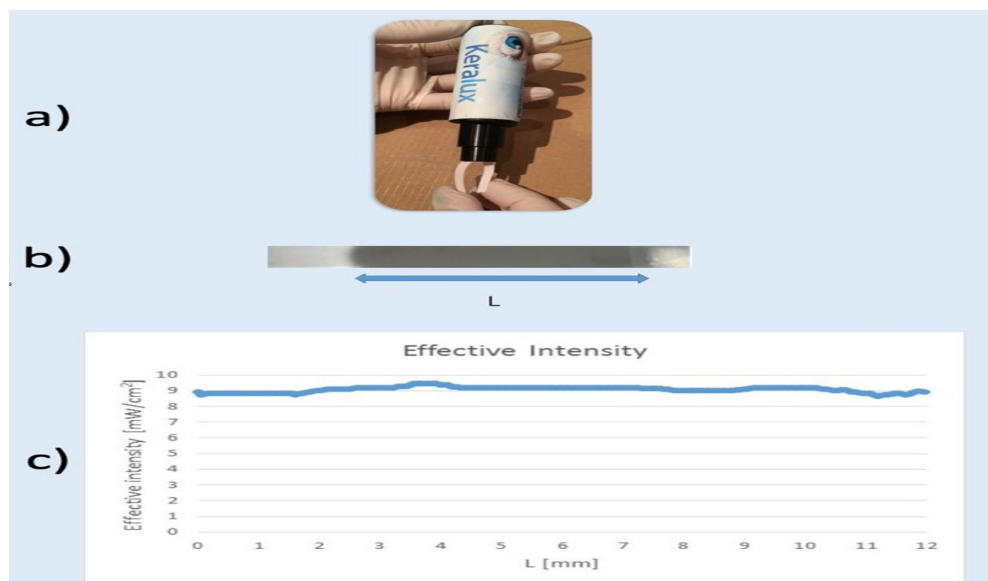 a)
Keralux
b)
L
c)
Effective Intensity
Effective intensity [mW/cm²]
10
9
8
7
6
5
4
3
2
1
0
0 1 2 3 4 5 6 7 8 9 10 11 12
L [mm]